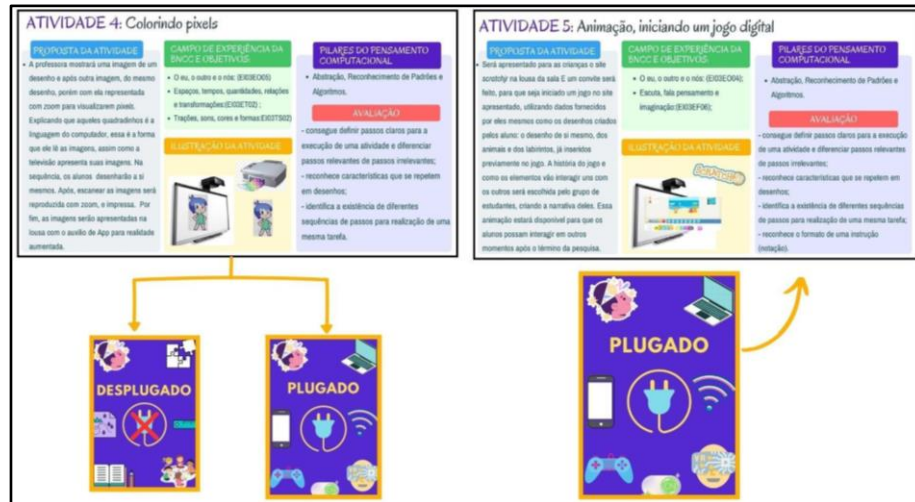 ATIVIDADE 4: Colorindo pixels
PROPOSTA DA ATIVIDADE
• A professora mostrará uma imagem de um
desenho e após outra imagem, do mesmo
desenho, porém com ela representada
com zoom para visualizarem pixels.
Explicando que aqueles quadradinhos é a
linguagem do computador, essa é a forma
que ele lê as imagens, assim como a
televisão apresenta suas imagens. Na
sequência, os alunos desenharão a si
mesmos. Após, escanear as imagens será
reproduzida com zoom, e impressa. Por
fim, as imagens serão apresentadas na
lousa com o auxílio de App para realidade
aumentada.
CAMPO DE EXPERIÊNCIA DA
BNCC E OBJETIVOS:
• O eu, o outro e o nós: (EI03EO05)
• Espaços, tempos, quantidades, relações
e transformações:(EI03ET02) ;
• Trações, sons, cores e formas:EI03TS02)
ILUSTRAÇÃO DA ATIVIDADE
PILARES DO PENSAMENTO
COMPUTACIONAL
• Abstração, Reconhecimento de Padrões e
Algoritmos.
AVALIAÇÃO
- consegue definir passos claros para a
execução de uma atividade e diferenciar
passos relevantes de passos irrelevantes;
- reconhece características que se repetem
em desenhos;
- identifica a existência de diferentes
sequências de passos para realização de uma
mesma tarefa.
ATIVIDADE 5: Animação, iniciando um jogo digital
PROPOSTA DA ATIVIDADE
• Será apresentado para as crianças o site
scratchjr na lousa da sala E um convite será
feito, para que seja iniciado um jogo no site
apresentado, utilizando dados fornecidos
por eles mesmos como os desenhos criados
pelos aluno: o desenho de si mesmo, dos
animais e dos labirintos, já inseridos
previamente no jogo. A história do jogo e
como os elementos vão interagir uns com
os outros será escolhida pelo grupo de
estudantes, criando a narrativa deles. Essa
animação estará disponível para que os
alunos possam interagir em outros
momentos após o término da pesquisa.
CAMPO DE EXPERIÊNCIA DA
BNCC E OBJETIVOS:
• O eu, o outro e o nós: (EI03EO04);
• Escuta, fala pensamento e
imaginação:(EI03EF06);
ILUSTRAÇÃO DA ATIVIDADE
PILARES DO PENSAMENTO
COMPUTACIONAL
• Abstração, Reconhecimento de Padrões e
Algoritmos.
AVALIAÇÃO
- consegue definir passos claros para a execução
de uma atividade e diferenciar passos
relevantes de passos irrelevantes;
- reconhece características que se repetem em
desenhos;
- identifica a existência de diferentes sequências
de passos para realização de uma mesma tarefa;
- reconhece o formato de uma instrução
(notação).
DESPLUGADO
PLUGADO
PLUGADO